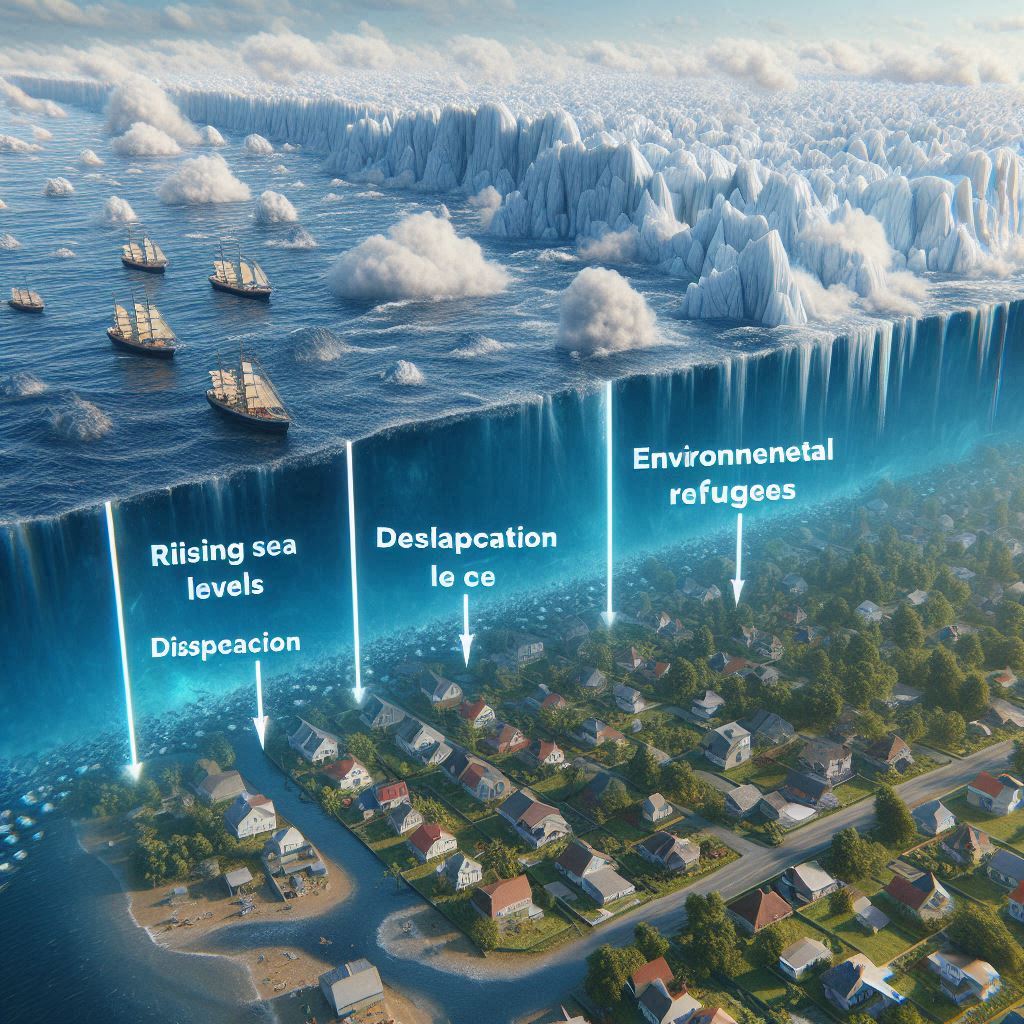 Environnenetal
refugees
Riising sea
levels
Deslapcation
le ce
Disspeacion